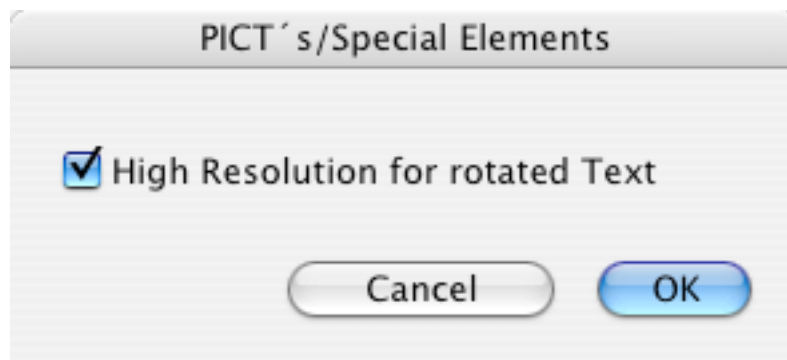 PICT´s/Special Elements
High Resolution for rotated Text
Cancel
OK